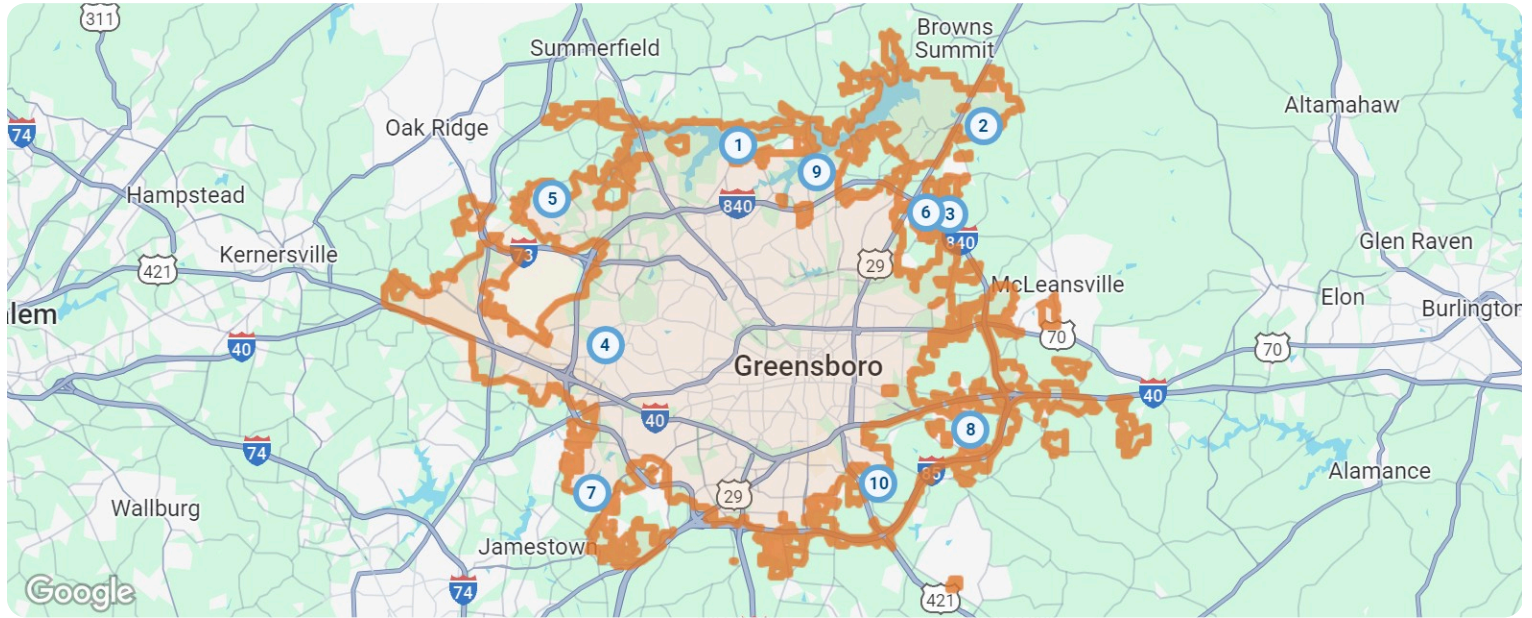 311
Browns
Summit
Summerfield
Altamahaw
74
Oak Ridge
2
1
9
Hampstead
5
840
6
3
840
Glen Raven
Kernersville
73
421
29
McLeansville
Elon
Burlington
lem
40
4
70
70
Greensboro
40
40
74
8
85
Alamance
7
29
10
Wallburg
Jamestown
74
421
Google